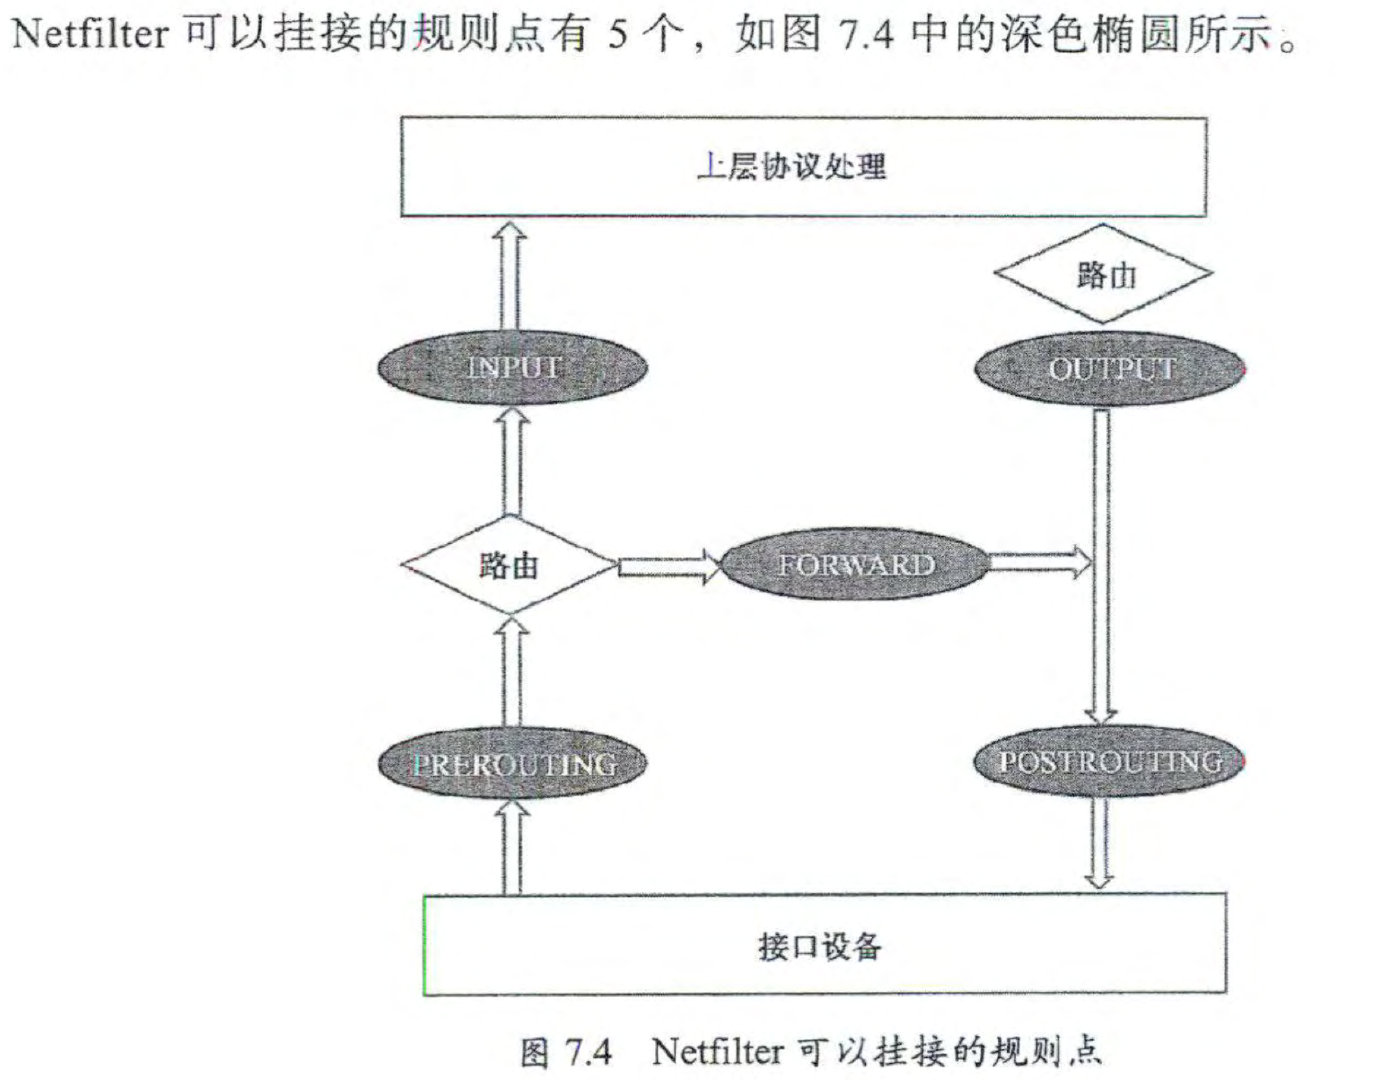 Netfilter 可以挂接的规则点有 5 个，如图 7.4 中的深色椭圆所示。
上层协议处理
路由
INPUT
OUTPUT
路由
FORWARD
PREROUTING
POSTROUTING
接口设备
图 7.4 Netfilter 可以挂接的规则点